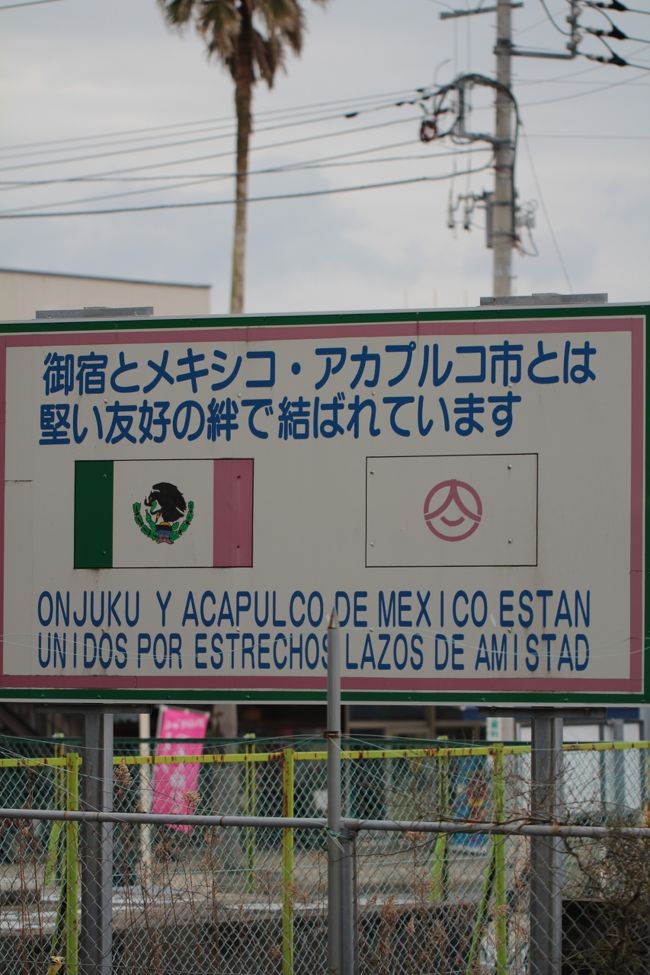 御宿とメキシコ・アカプルコ市とは
堅い友好の絆で結ばれています
ONJUKU Y ACAPULCO DE MEXICO ESTAN
UNIDOS POR ESTRECHOS LAZOS DE AMISTAD